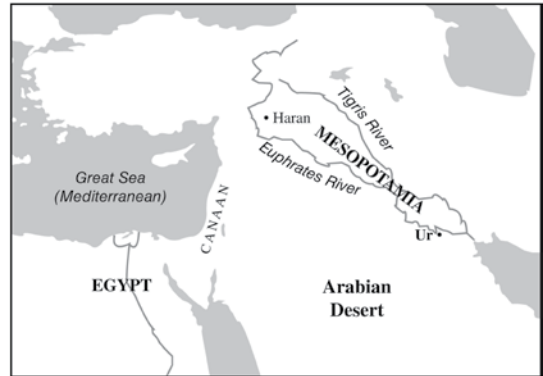 Tigris River
Haran
MESOPOTAMIA
Euphrates River
Great Sea
(Mediterranean)
CANAAN
Ur
EGYPT
Arabian
Desert